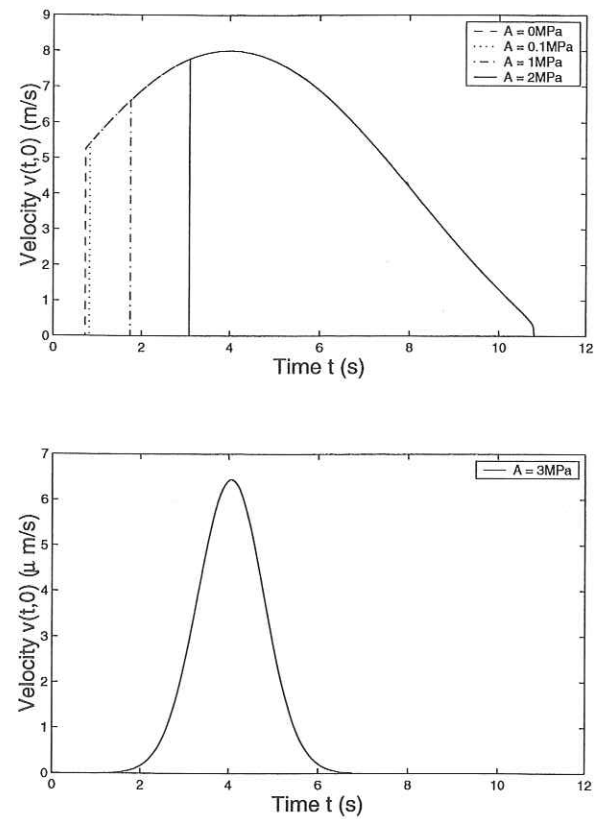 9
8
7
6
5
4
3
2
1
0
Velocity v(t,0) (m/s)
A = 0MPa
A = 0.1MPa
A = 1MPa
A = 2MPa
0 2 4 6 8 10 12
Time t (s)
7
6
5
4
3
2
1
0
Velocity v(t,0) (μ m/s)
A = 3MPa
0 2 4 6 8 10 12
Time t (s)